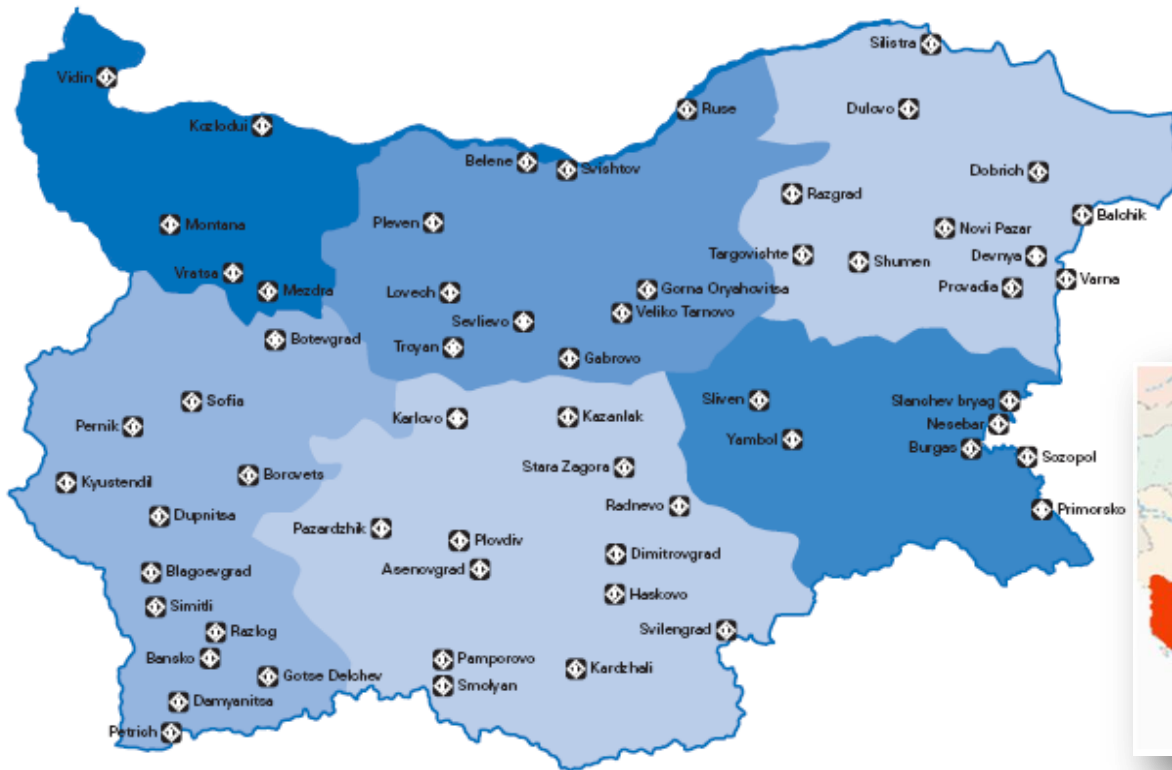 Silistra
Vidin
Ruse
Dulovo
Kozlodui
Belene
Svishtov
Dobrich
Razgrad
Balchik
Pleven
Montana
Novi Pazar
Targovishte
Shumen
Devnya
Vratsa
Varna
Mezdra
Lovech
Gorna Oryahovitsa
Provadia
Veliko Tarnovo
Sevlievo
Botevgrad
Troyan
Gabrovo
Sofia
Sliven
Slanchev bryag
Karlovo
Kazanlak
Pernik
Nesebar
Yambol
Burgas
Sozopol
Stara Zagora
Borovets
Kyustendil
Radnevo
Primorsko
Dupnitsa
Pazardzhik
Plovdiv
Dimitrovgrad
Asenovgrad
Blagoevgrad
Haskovo
Simitli
Razlog
Svilengrad
Bansko
Pamporovo
Kardzhali
Gotse Delchev
Smolyan
Damyanitsa
Petrich